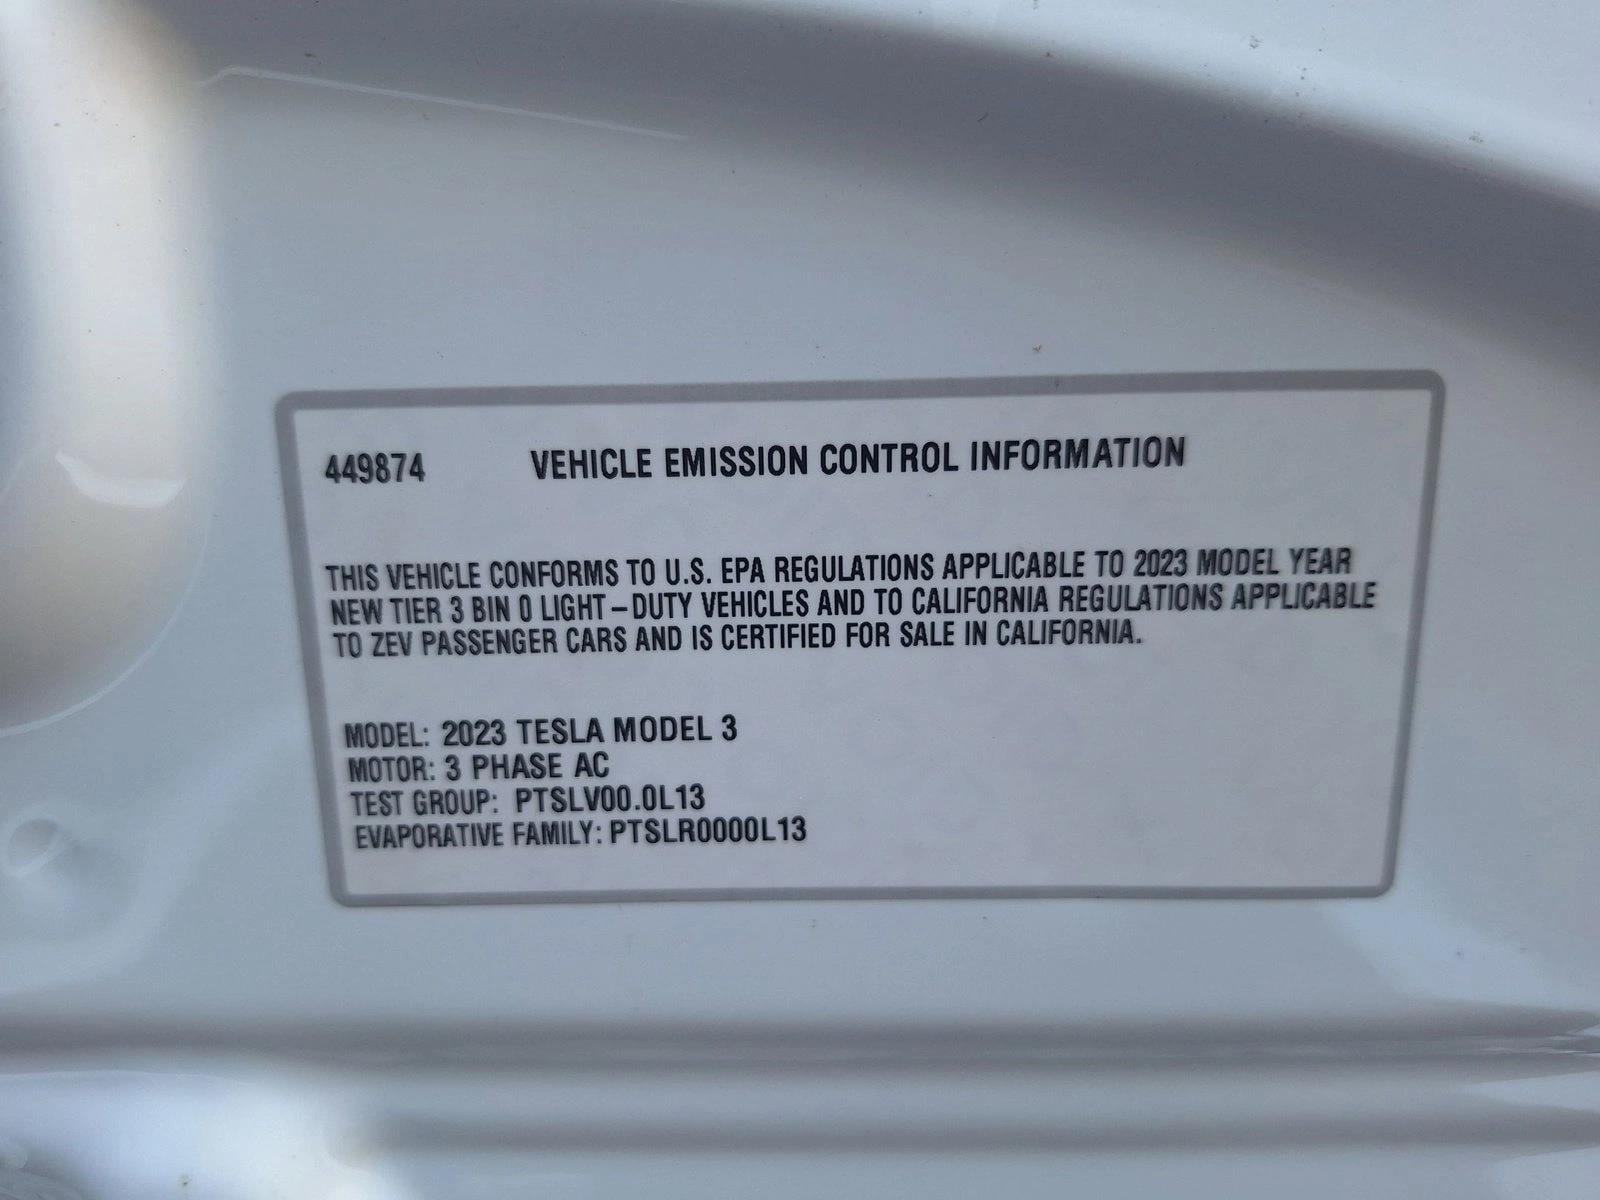 449874 VEHICLE EMISSION CONTROL INFORMATION
THIS VEHICLE CONFORMS TO U.S. EPA REGULATIONS APPLICABLE TO 2023 MODEL YEAR
NEW TIER 3 BIN 0 LIGHT-DUTY VEHICLES AND TO CALIFORNIA REGULATIONS APPLICABLE
TO ZEV PASSENGER CARS AND IS CERTIFIED FOR SALE IN CALIFORNIA.
MODEL: 2023 TESLA MODEL 3
MOTOR: 3 PHASE AC
TEST GROUP: PTSLV00.0L13
EVAPORATIVE FAMILY: PTSLR0000L13